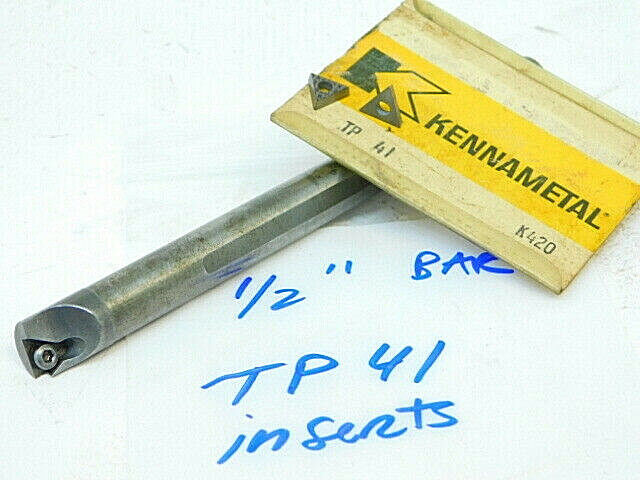 KENNAMETAL
TP 41
K420
1/2" BAR
TP 41
inserts